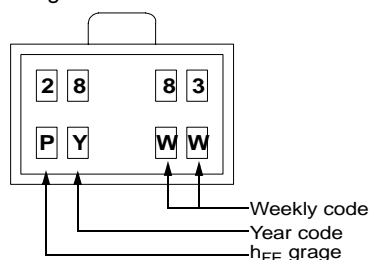 2 8 8 3
P Y W W
Weekly code
Year code
hFE grage